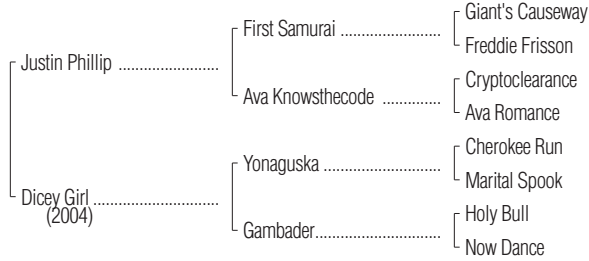 Giant's Causeway
First Samurai ....................
Freddie Frisson
Justin Phillip ....................
Cryptoclearance
Ava Knowsthecode ............
Ava Romance
Cherokee Run
Yonaguska ........................
Marital Spook
Dicey Girl .........................
(2004)
Holy Bull
Gambader.........................
Now Dance